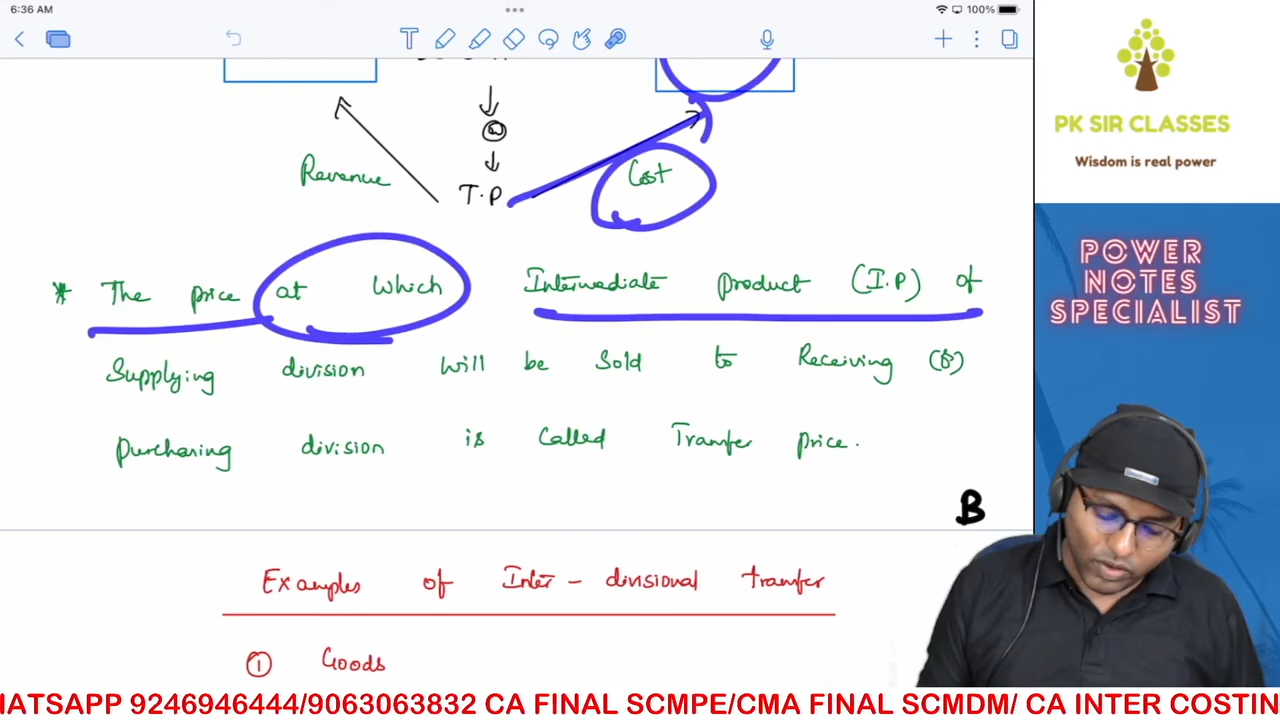 6:36 AM
100%
T
Revenue
T.P
Cost
* The price at Which Intermediate product (I.P) of
Supplying division will be Sold to Receiving (or)
Purchasing division is Called Transfer price.
B
Examples of Inter - divisional transfer
① Goods
PK SIR CLASSES
Wisdom is real power
POWER
NOTES
SPECIALIST
HATSAPP 9246946444/9063063832 CA FINAL SCMPE/CMA FINAL SCMDM/ CA INTER COSTIN